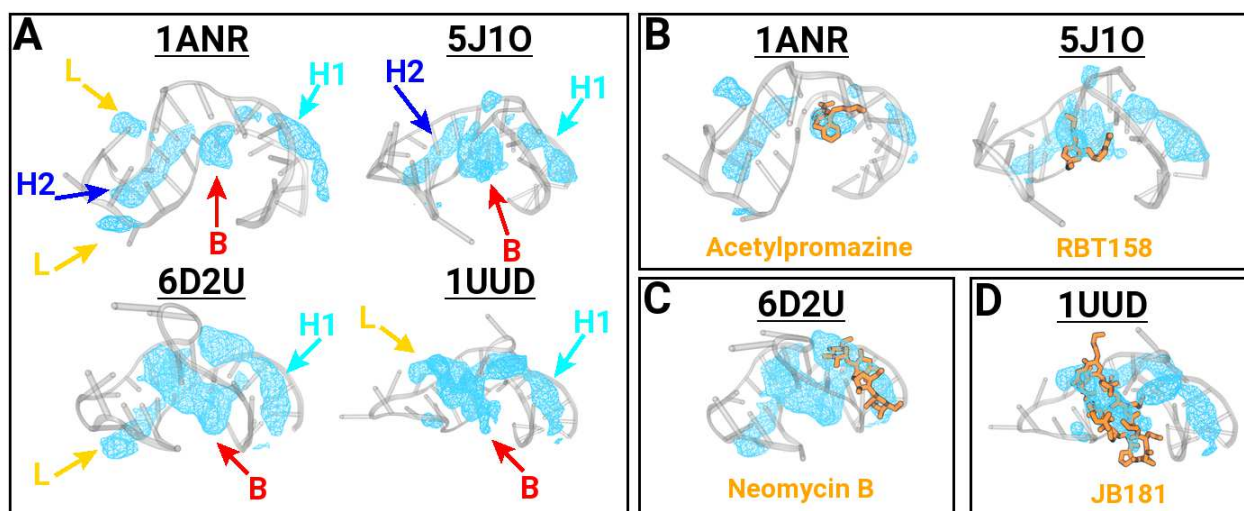 A
1ANR
5J1O
L
H2
H1
H1
H2
B
L
B
6D2U
1UUD
L
H1
H1
L
B
B
B
1ANR
5J1O
Acetylpromazine
RBT158
C
6D2U
Neomycin B
D
1UUD
JB181